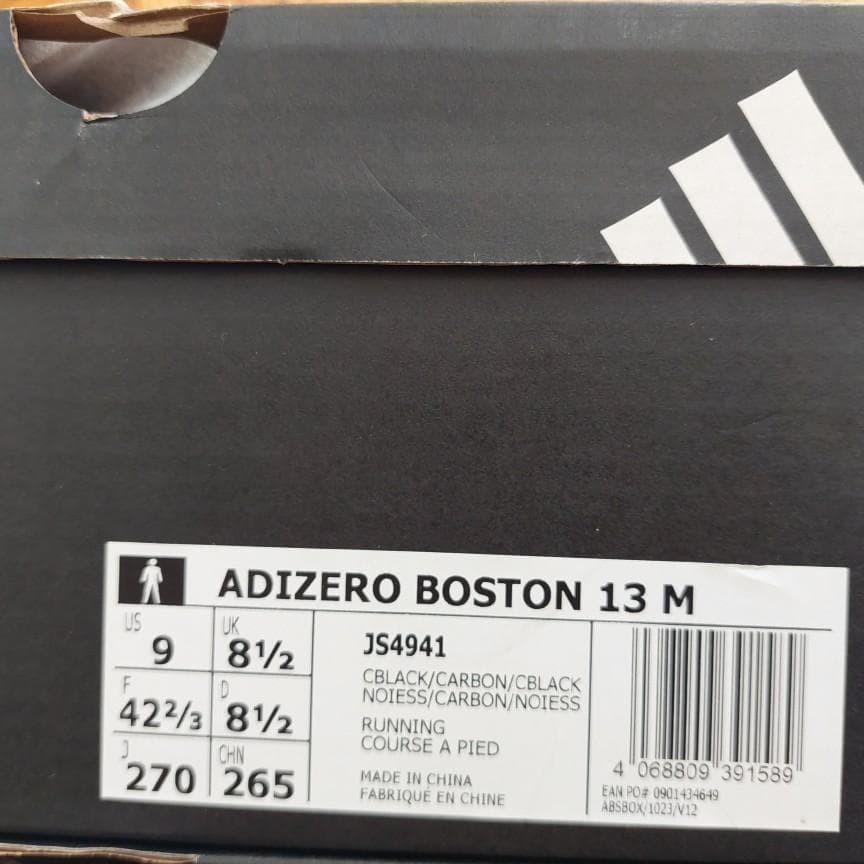 ADIZERO BOSTON 13 M
US
9
UK
8½
F
42⅔
D
8½
J
270
CHN
265
JS4941
CBLACK/CARBON/CBLACK
NOIESS/CARBON/NOIESS
RUNNING
COURSE A PIED
MADE IN CHINA
FABRIQUÉ EN CHINE
4 068809 391589
EAN PO# 0901434649
ABSBOX/1023/V12